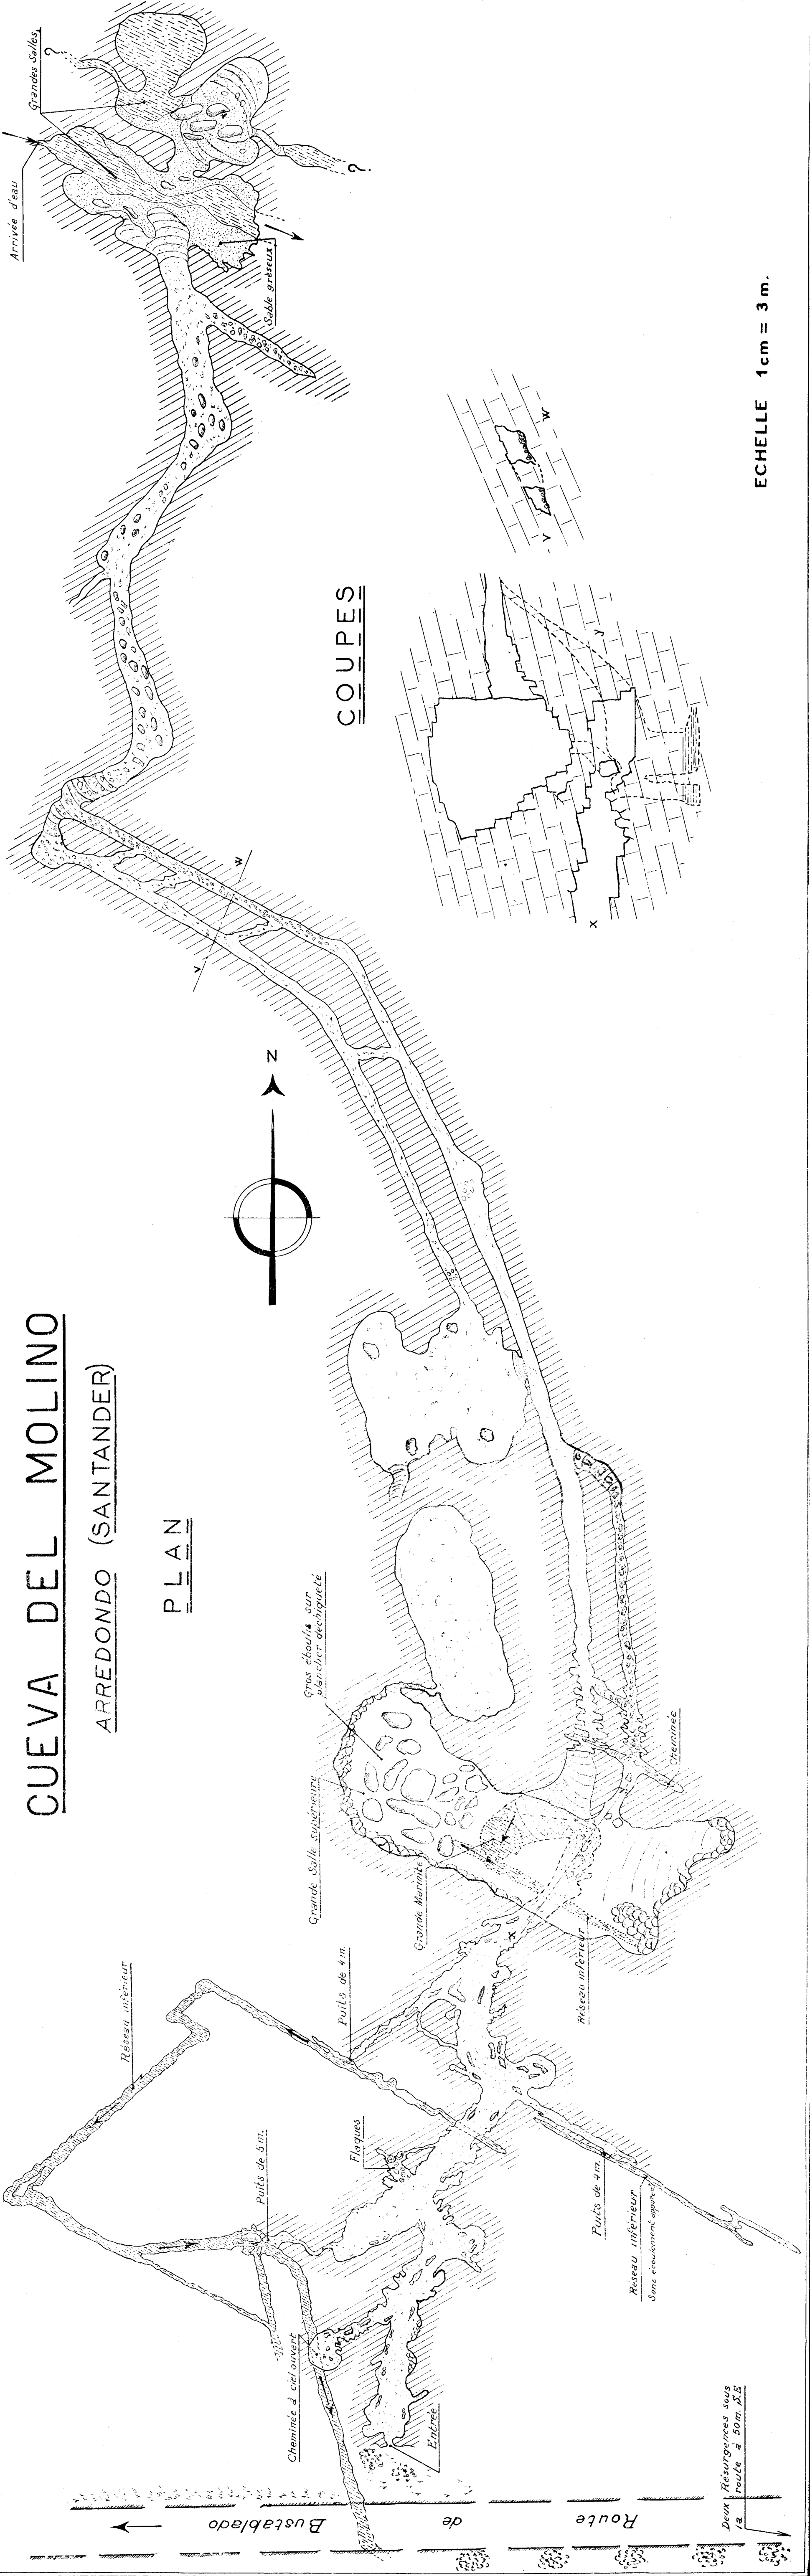 CUEVA DEL MOLINO
ARREDONDO (SANTANDER)
PLAN
Grandes Salles
?
Arrivée d'eau
?
Sable gréseux
V
W
COUPES
V
W
X
Y
ECHELLE 1cm = 3 m.
N
Gros éboulis sur
plancher déchiqueté
Grande Salle supérieure
Grande Marmite
Cheminée
X
Réseau inférieur
Puits de 4 m.
Réseau inférieur
Puits de 5 m.
Flaques
Puits de 4 m.
Réseau inférieur
Sans écoulement apparent
Cheminée à ciel ouvert
Entrée
Route de Bustablado
Deux Résurgences sous
la route à 50m. S.E